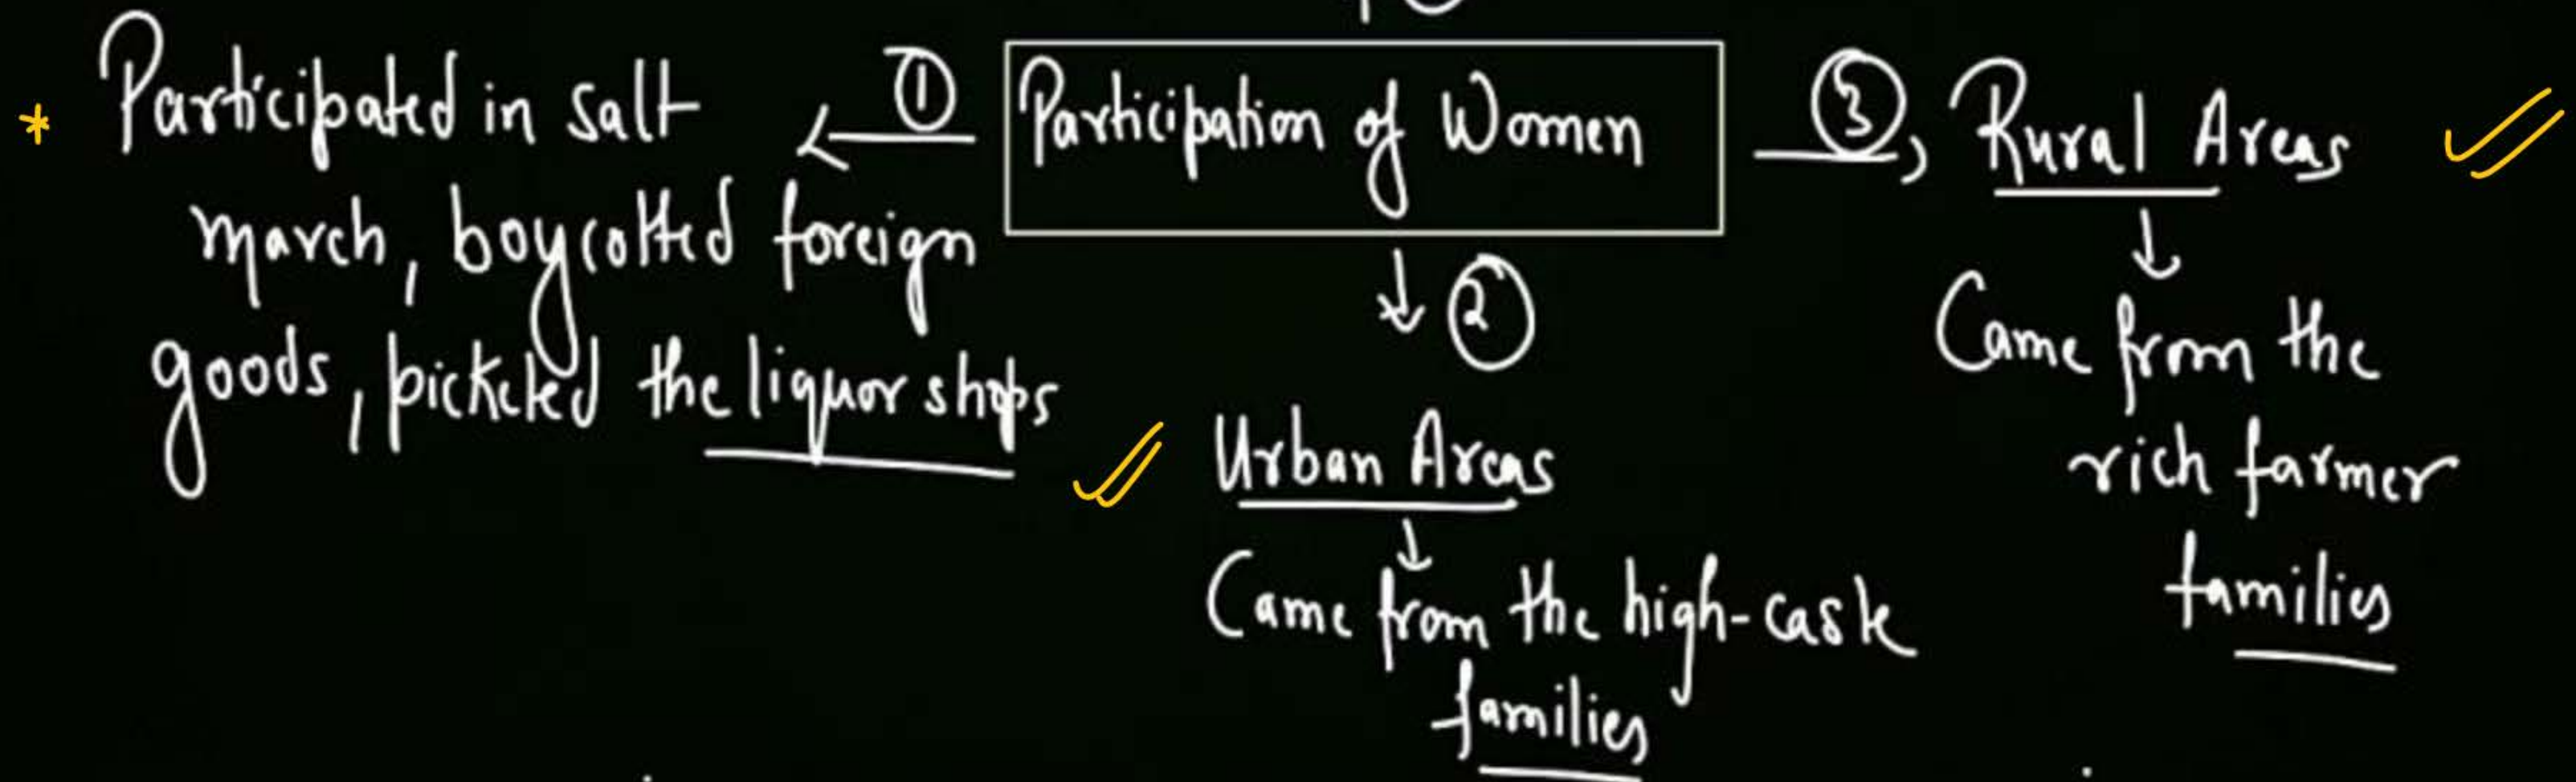 Participation of Women
①
* Participated in salt
march, boycotted foreign
goods, picketed the liquor shops
②
Urban Areas
Came from the high-caste
families
③
Rural Areas
Came from the
rich farmer
families